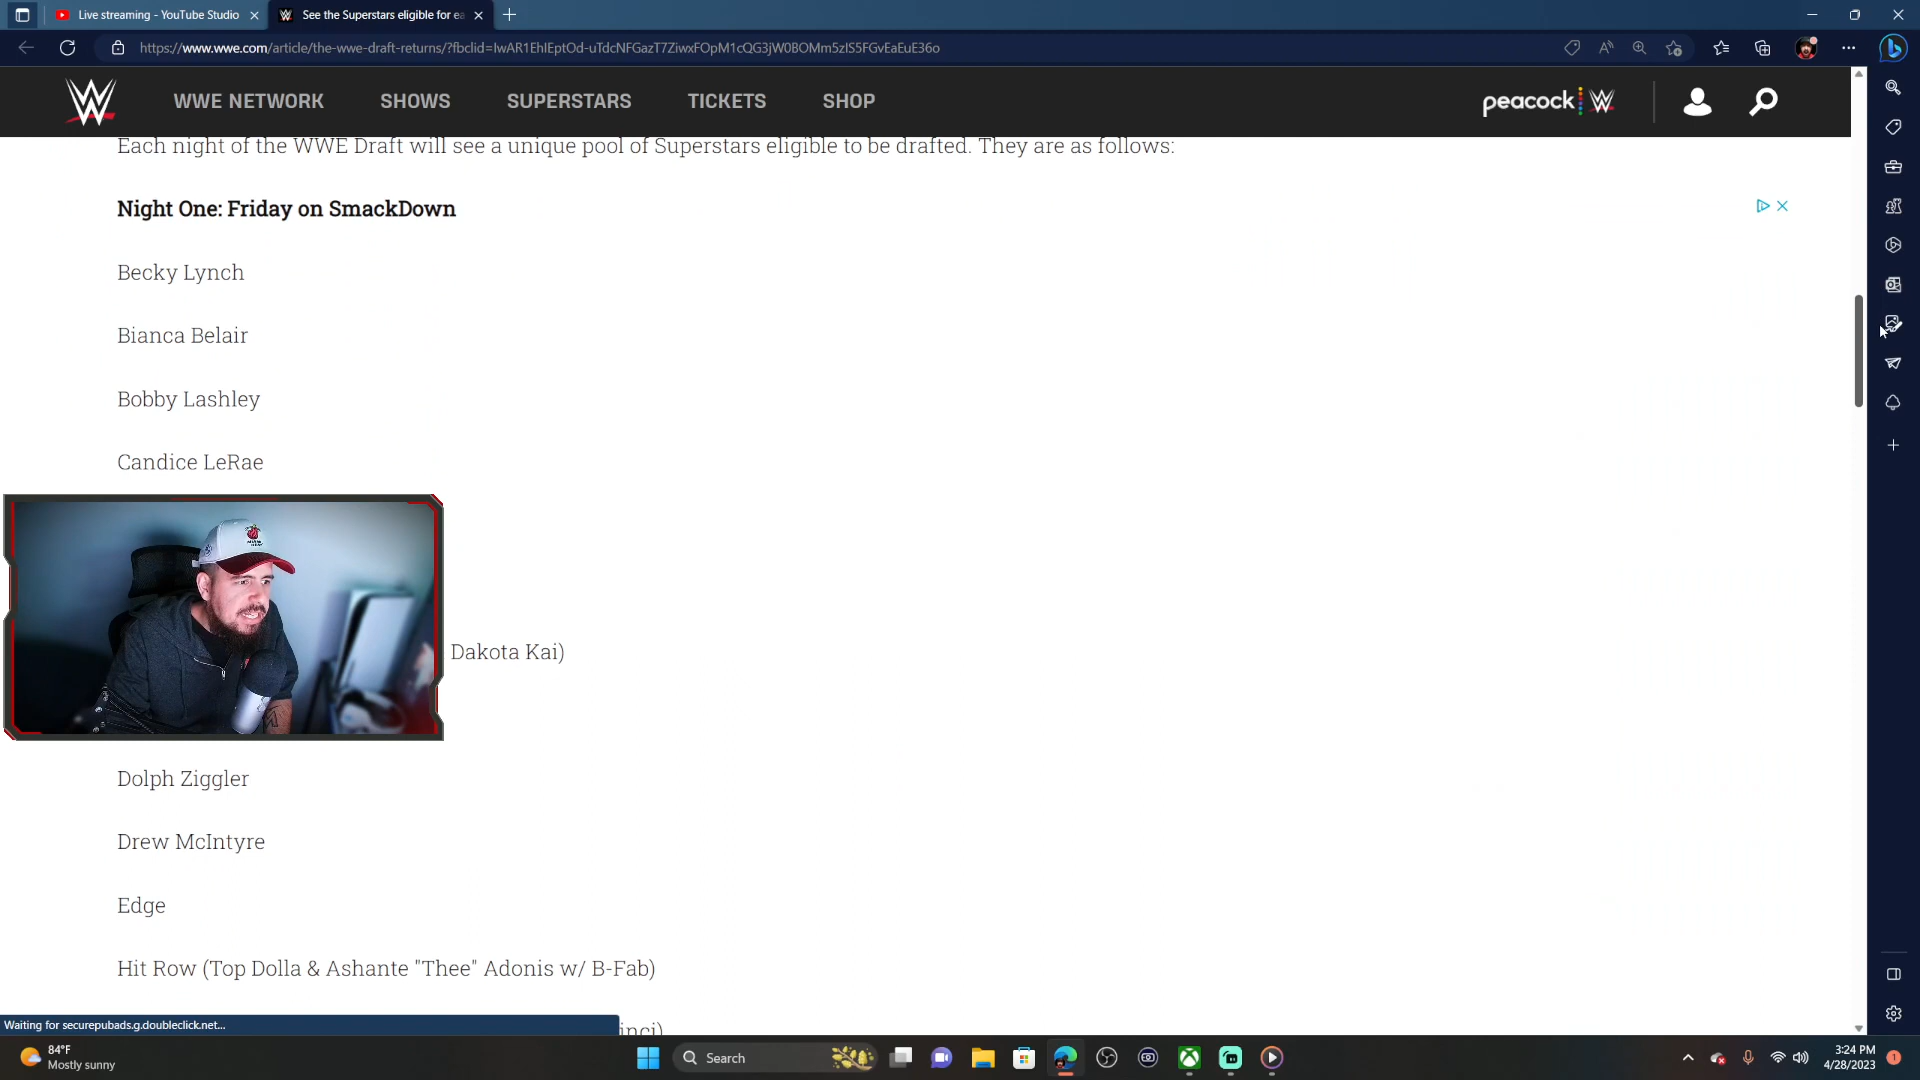 Live streaming - YouTube Studio
See the Superstars eligible for ea
https://www.wwe.com/article/the-wwe-draft-returns/?fbclid=IwAR1EhIEptOd-uTdcNFGazT7ZiwxFOpM1cQG3jW0BOMm5zIS5FGvEaEuE36o
WWE NETWORK SHOWS SUPERSTARS TICKETS SHOP
peacock
Each night of the WWE Draft will see a unique pool of Superstars eligible to be drafted. They are as follows:
Night One: Friday on SmackDown
Becky Lynch
Bianca Belair
Bobby Lashley
Candice LeRae
Dakota Kai)
Dolph Ziggler
Drew McIntyre
Edge
Hit Row (Top Dolla & Ashante "Thee" Adonis w/ B-Fab)
inci)
Waiting for securepubads.g.doubleclick.net...
84°F
Mostly sunny
Search
3:24 PM
4/28/2023
1